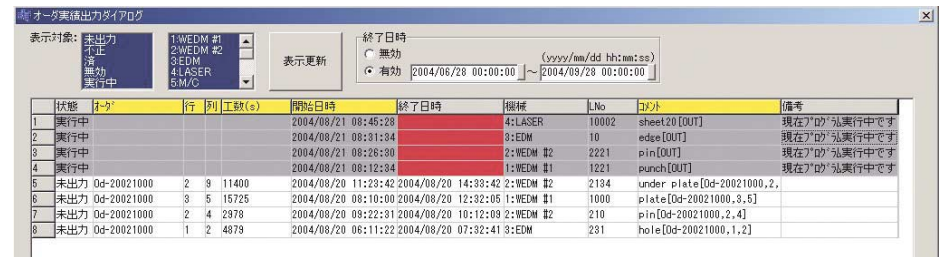 オーダ実績出力ダイアログ
表示対象:
未出力
不正
済
無効
実行中
1:WEDM #1
2:WEDM #2
3:EDM
4:LASER
5:M/C
表示更新
終了日時
無効
有効
(yyyy/mm/dd hh:mm:ss)
2004/06/28 00:00:00 ～ 2004/09/28 00:00:00
状態 ｵｰﾀﾞ 行 列 工数(s) 開始日時 終了日時 機械 LNo ｺﾒﾝﾄ 備考
1 実行中 2004/08/21 08:45:28 4:LASER 10002 sheet20[OUT] 現在ﾌﾟﾛｸﾞﾗﾑ実行中です
2 実行中 2004/08/21 08:31:34 3:EDM 10 edge[OUT] 現在ﾌﾟﾛｸﾞﾗﾑ実行中です
3 実行中 2004/08/21 08:26:30 2:WEDM #2 2221 pin[OUT] 現在ﾌﾟﾛｸﾞﾗﾑ実行中です
4 実行中 2004/08/21 08:12:34 1:WEDM #1 1221 punch[OUT] 現在ﾌﾟﾛｸﾞﾗﾑ実行中です
5 未出力 Od-20021000 2 9 11400 2004/08/20 11:23:42 2004/08/20 14:33:42 2:WEDM #2 2134 under plate[Od-20021000,2,
6 未出力 Od-20021000 3 5 15725 2004/08/20 08:10:00 2004/08/20 12:32:05 1:WEDM #1 1000 plate[Od-20021000,3,5]
7 未出力 Od-20021000 2 4 2978 2004/08/20 09:22:31 2004/08/20 10:12:09 2:WEDM #2 210 pin[Od-20021000,2,4]
8 未出力 Od-20021000 1 2 4879 2004/08/20 06:11:22 2004/08/20 07:32:41 3:EDM 231 hole[Od-20021000,1,2]